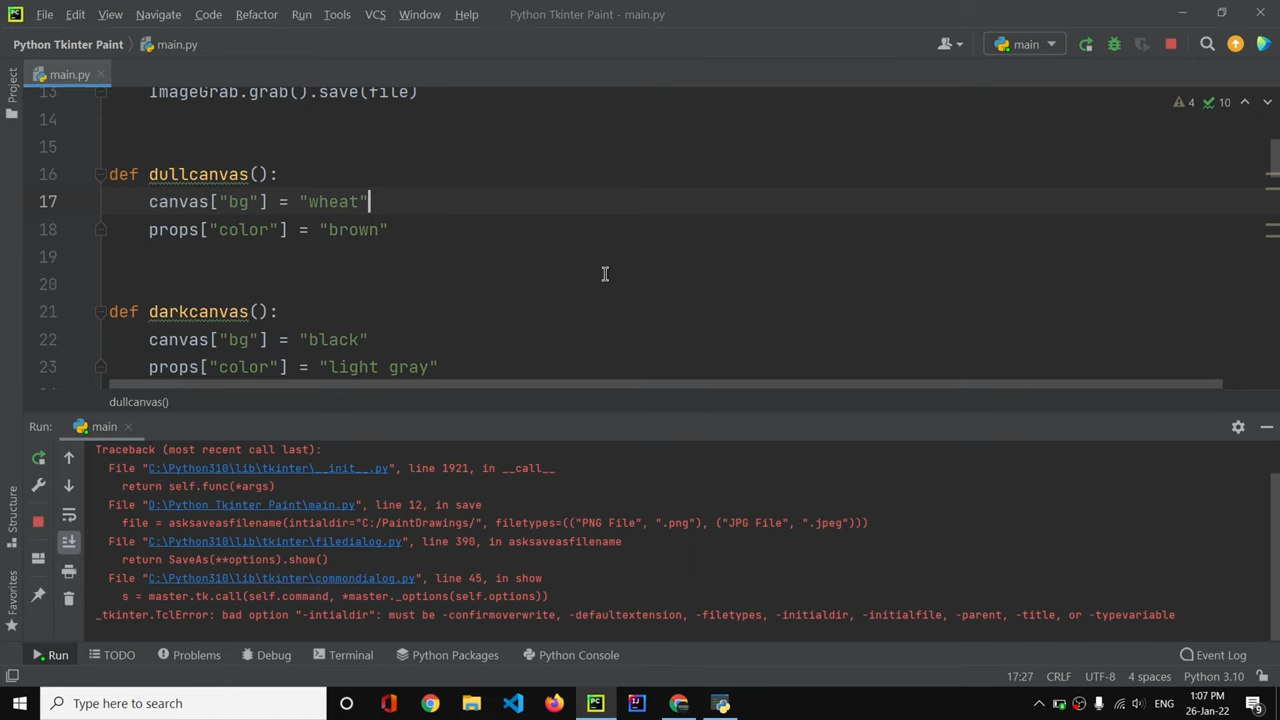 File Edit View Navigate Code Refactor Run Tools VCS Window Help Python Tkinter Paint - main.py
Python Tkinter Paint main.py main
Project
main.py
13 ImageGrab.grab().save(file)
4 10
14
15
16 def dullcanvas():
17 canvas["bg"] = "wheat"
18 props["color"] = "brown"
19
20
21 def darkcanvas():
22 canvas["bg"] = "black"
23 props["color"] = "light gray"
dullcanvas()
Run: main
Traceback (most recent call last):
File "C:\Python310\lib\tkinter\__init__.py", line 1921, in __call__
return self.func(*args)
File "D:\Python Tkinter Paint\main.py", line 12, in save
file = asksaveasfilename(intialdir="C:/PaintDrawings/", filetypes=(("PNG File", ".png"), ("JPG File", ".jpeg")))
File "C:\Python310\lib\tkinter\filedialog.py", line 390, in asksaveasfilename
return SaveAs(**options).show()
File "C:\Python310\lib\tkinter\commondialog.py", line 45, in show
s = master.tk.call(self.command, *master._options(self.options))
_tkinter.TclError: bad option "-intialdir": must be -confirmoverwrite, -defaultextension, -filetypes, -initialdir, -initialfile, -parent, -title, or -typevariable
Structure
Favorites
Run TODO Problems Debug Terminal Python Packages Python Console Event Log
17:27 CRLF UTF-8 4 spaces Python 3.10
Type here to search
ENG
1:07 PM
26-Jan-22
9